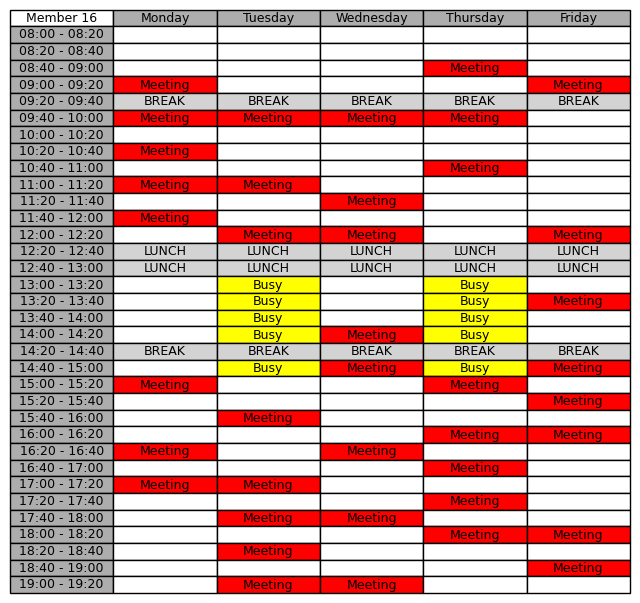 Member 16 Monday Tuesday Wednesday Thursday Friday
08:00 - 08:20
08:20 - 08:40
08:40 - 09:00 Meeting
09:00 - 09:20 Meeting Meeting
09:20 - 09:40 BREAK BREAK BREAK BREAK BREAK
09:40 - 10:00 Meeting Meeting Meeting Meeting
10:00 - 10:20
10:20 - 10:40 Meeting
10:40 - 11:00 Meeting
11:00 - 11:20 Meeting Meeting
11:20 - 11:40 Meeting
11:40 - 12:00 Meeting
12:00 - 12:20 Meeting Meeting Meeting
12:20 - 12:40 LUNCH LUNCH LUNCH LUNCH LUNCH
12:40 - 13:00 LUNCH LUNCH LUNCH LUNCH LUNCH
13:00 - 13:20 Busy Busy
13:20 - 13:40 Busy Busy Meeting
13:40 - 14:00 Busy Busy
14:00 - 14:20 Busy Meeting Busy
14:20 - 14:40 BREAK BREAK BREAK BREAK BREAK
14:40 - 15:00 Busy Meeting Busy Meeting
15:00 - 15:20 Meeting Meeting
15:20 - 15:40 Meeting
15:40 - 16:00 Meeting
16:00 - 16:20 Meeting Meeting
16:20 - 16:40 Meeting Meeting
16:40 - 17:00 Meeting
17:00 - 17:20 Meeting Meeting
17:20 - 17:40 Meeting
17:40 - 18:00 Meeting Meeting
18:00 - 18:20 Meeting Meeting
18:20 - 18:40 Meeting
18:40 - 19:00 Meeting
19:00 - 19:20 Meeting Meeting